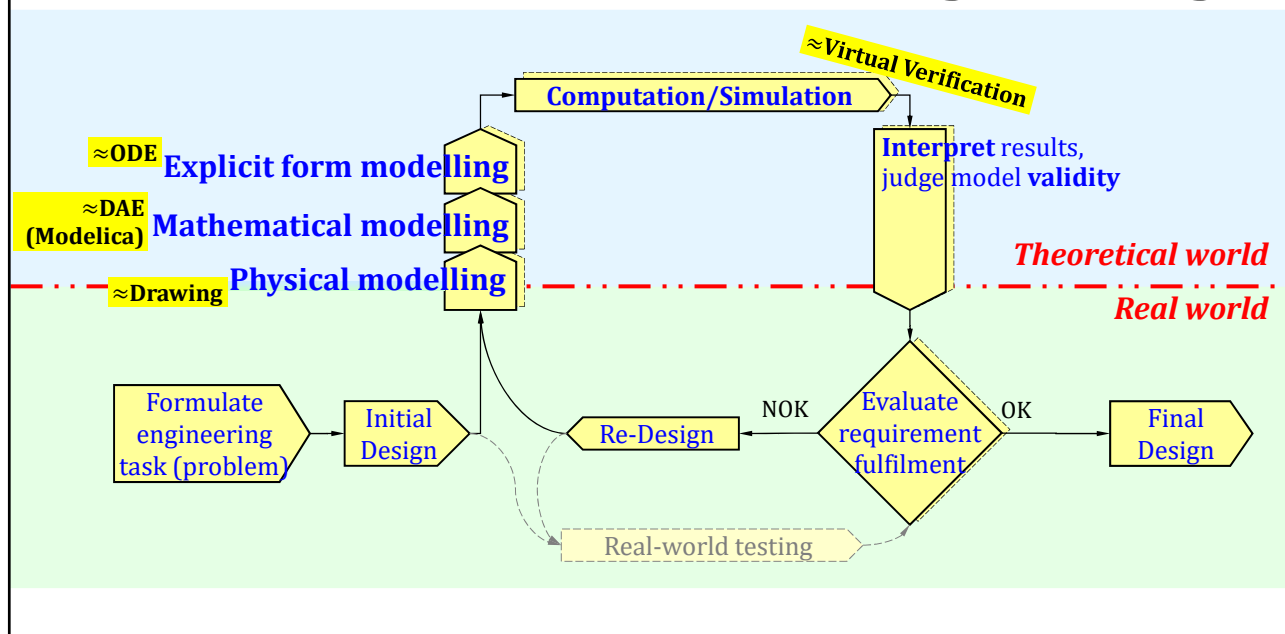 ≈Virtual Verification
Computation/Simulation
≈ODE
Explicit form modelling
Interpret results,
judge model validity
≈DAE
(Modelica)
Mathematical modelling
Theoretical world
≈Drawing
Physical modelling
Real world
Formulate
engineering
task (problem)
Initial
Design
Re-Design
NOK
Evaluate
requirement
fulfilment
OK
Final
Design
Real-world testing